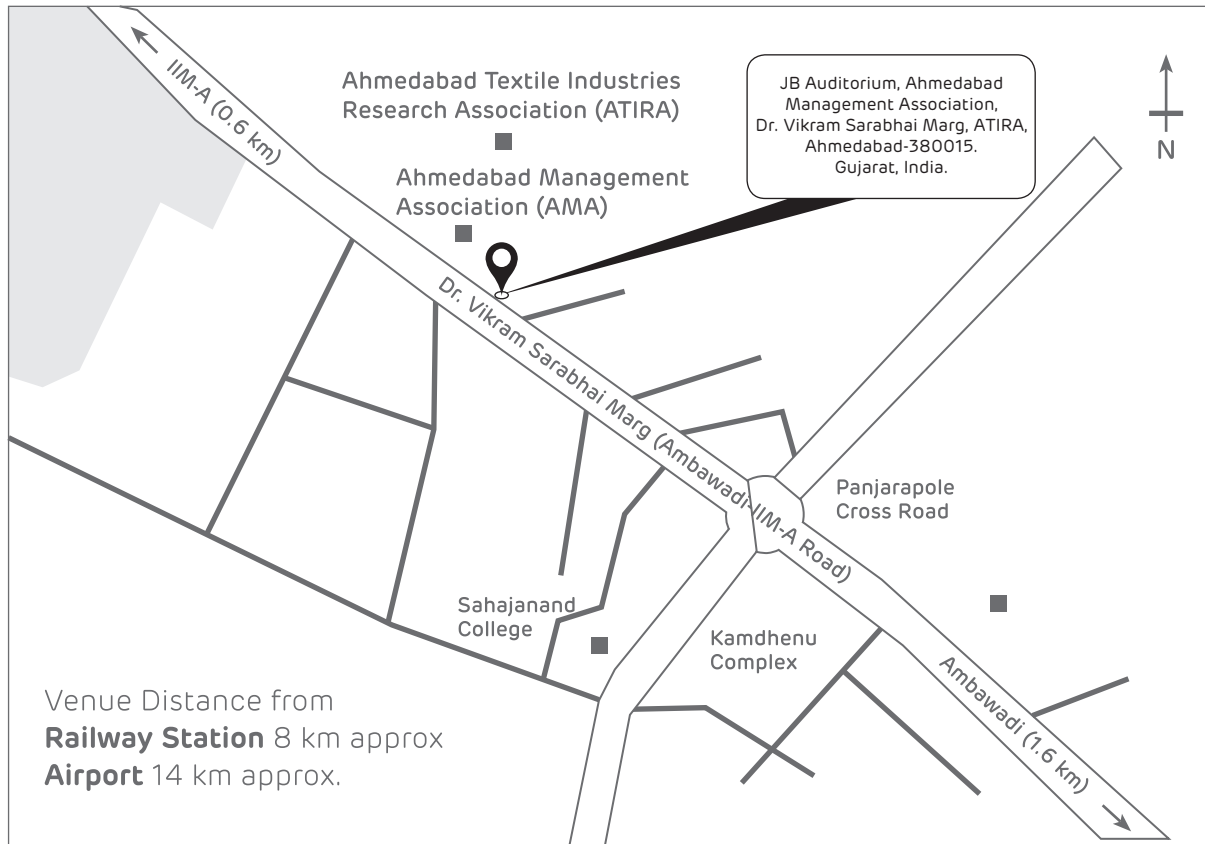 IIM-A (0.6 km)
Ahmedabad Textile Industries
Research Association (ATIRA)
Ahmedabad Management
Association (AMA)
JB Auditorium, Ahmedabad
Management Association,
Dr. Vikram Sarabhai Marg, ATIRA,
Ahmedabad-380015.
Gujarat, India.
N
Dr. Vikram Sarabhai Marg (Ambawadi-IIM-A Road)
Panjarapole
Cross Road
Sahajanand
College
Kamdhenu
Complex
Ambawadi (1.6 km)
Venue Distance from
Railway Station 8 km approx
Airport 14 km approx.